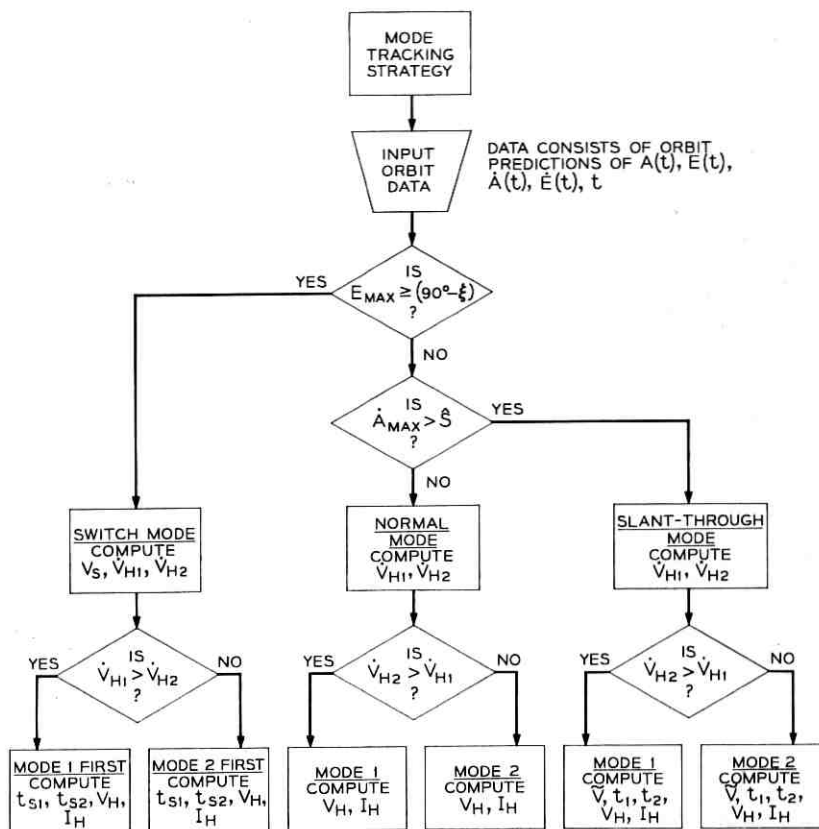 MODE
TRACKING
STRATEGY
INPUT
ORBIT
DATA
DATA CONSISTS OF ORBIT
PREDICTIONS OF A(t), E(t),
Ȧ(t), Ė(t), t
IS
E_MAX ≥ (90°-ξ)
?
YES
NO
IS
Ȧ_MAX > Ŝ
?
YES
NO
SWITCH MODE
COMPUTE
V_S, V̇_H1, V̇_H2
NORMAL
MODE
COMPUTE
V̇_H1, V̇_H2
SLANT-THROUGH
MODE
COMPUTE
V̇_H1, V̇_H2
YES
IS
V̇_H1 > V̇_H2
?
NO
YES
IS
V̇_H2 > V̇_H1
?
NO
YES
IS
V̇_H2 > V̇_H1
?
NO
MODE 1 FIRST
COMPUTE
t_S1, t_S2, V_H,
I_H
MODE 2 FIRST
COMPUTE
t_S1, t_S2, V_H,
I_H
MODE 1
COMPUTE
V_H, I_H
MODE 2
COMPUTE
V_H, I_H
MODE 1
COMPUTE
Ṽ, t_1, t_2,
V_H, I_H
MODE 2
COMPUTE
Ṽ, t_1, t_2,
V_H, I_H